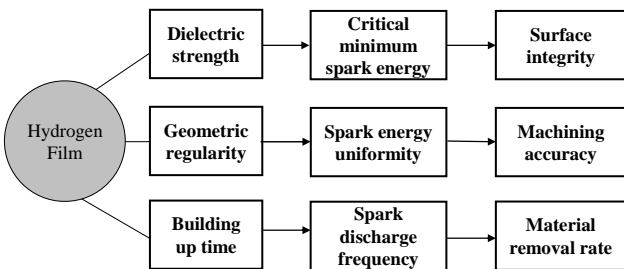 Hydrogen
Film
Dielectric
strength
Critical
minimum
spark energy
Surface
integrity
Geometric
regularity
Spark energy
uniformity
Machining
accuracy
Building
up time
Spark
discharge
frequency
Material
removal rate